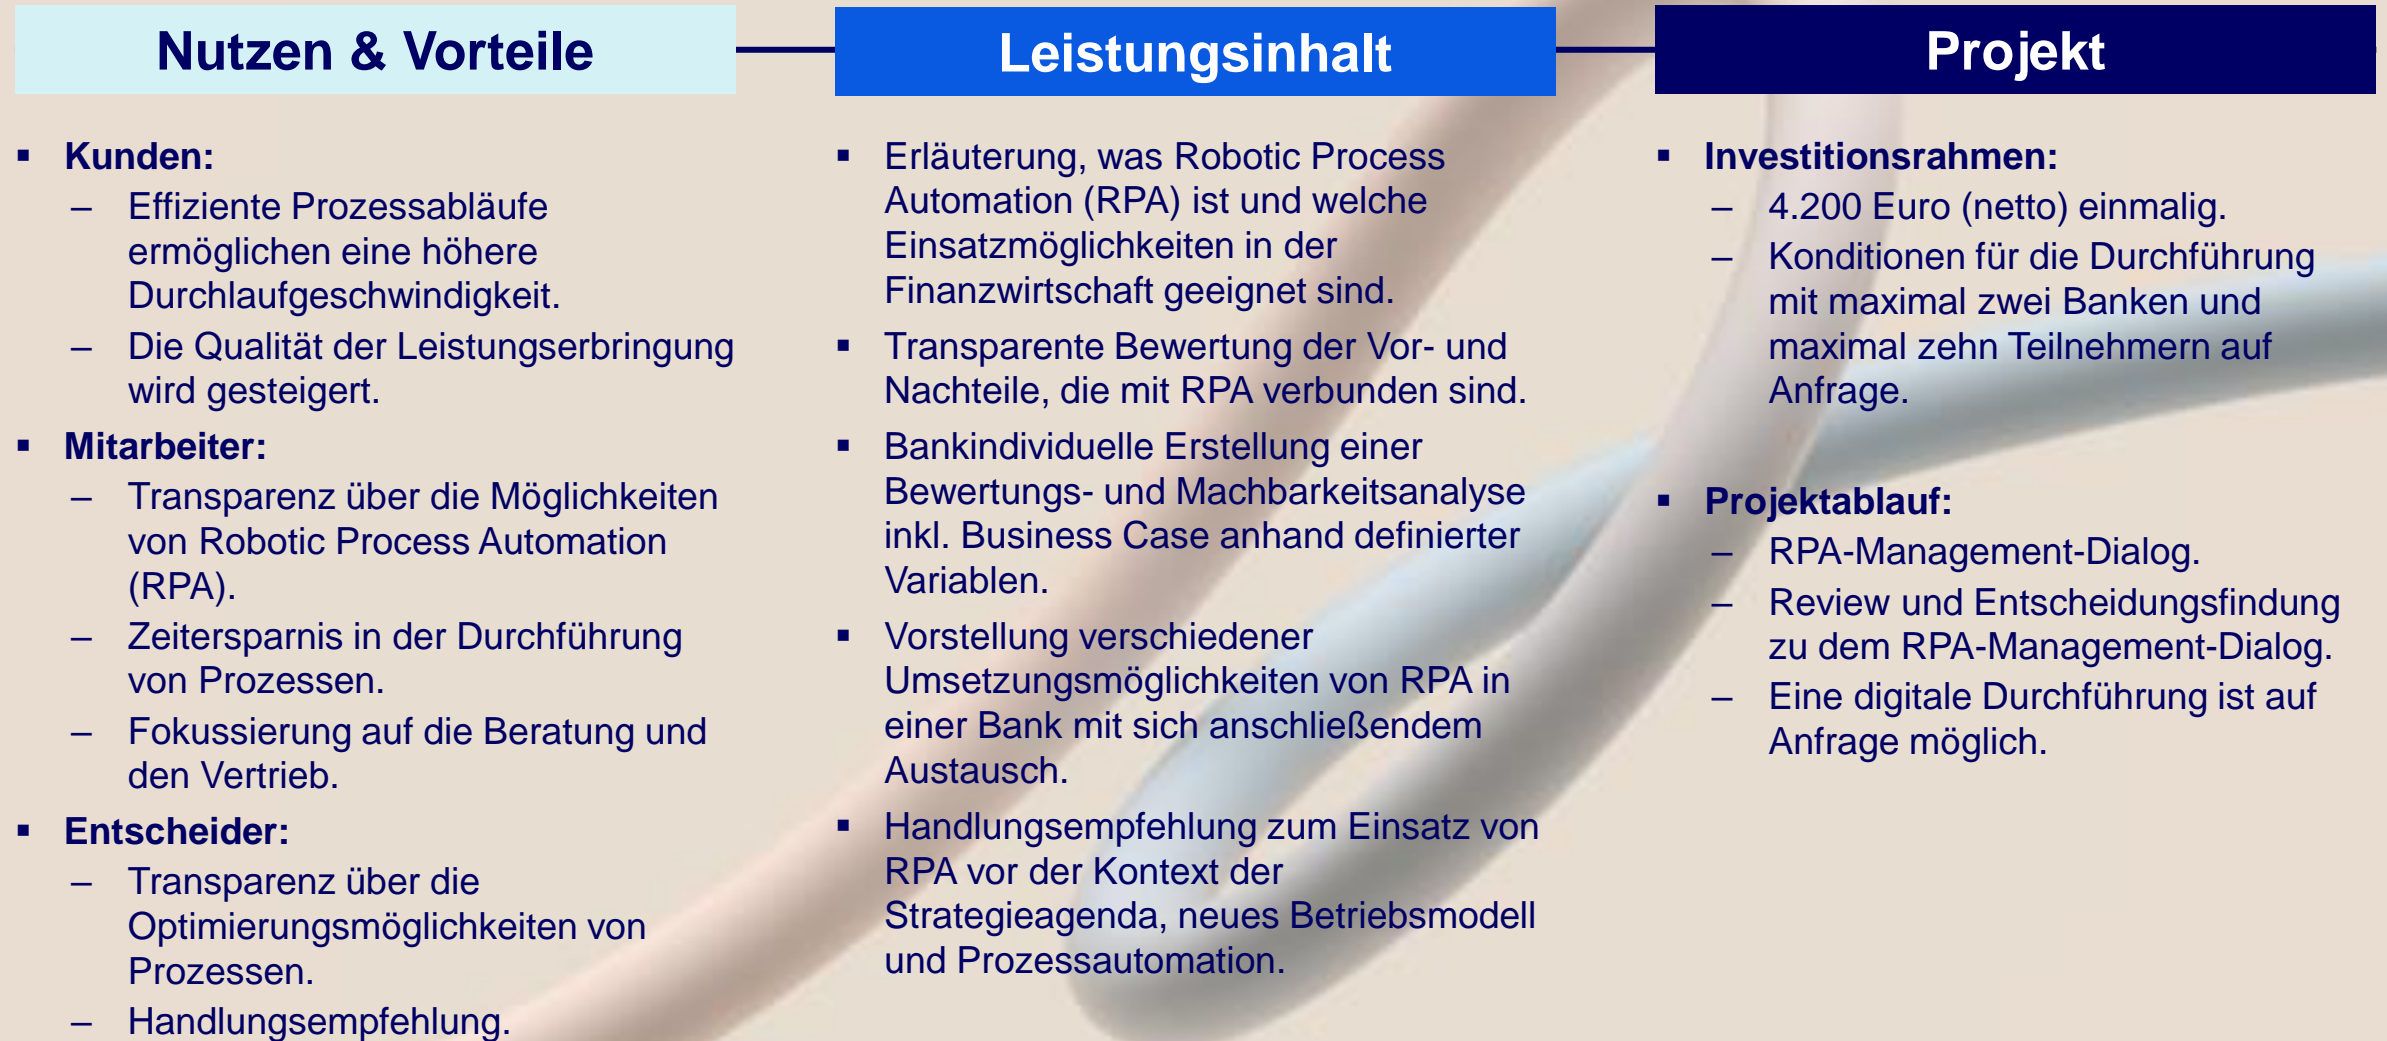 Nutzen & Vorteile
▪ Kunden:
– Effiziente Prozessabläufe
ermöglichen eine höhere
Durchlaufgeschwindigkeit.
– Die Qualität der Leistungserbringung
wird gesteigert.
▪ Mitarbeiter:
– Transparenz über die Möglichkeiten
von Robotic Process Automation
(RPA).
– Zeitersparnis in der Durchführung
von Prozessen.
– Fokussierung auf die Beratung und
den Vertrieb.
▪ Entscheider:
– Transparenz über die
Optimierungsmöglichkeiten von
Prozessen.
– Handlungsempfehlung.
Leistungsinhalt
▪ Erläuterung, was Robotic Process
Automation (RPA) ist und welche
Einsatzmöglichkeiten in der
Finanzwirtschaft geeignet sind.
▪ Transparente Bewertung der Vor- und
Nachteile, die mit RPA verbunden sind.
▪ Bankindividuelle Erstellung einer
Bewertungs- und Machbarkeitsanalyse
inkl. Business Case anhand definierter
Variablen.
▪ Vorstellung verschiedener
Umsetzungsmöglichkeiten von RPA in
einer Bank mit sich anschließendem
Austausch.
▪ Handlungsempfehlung zum Einsatz von
RPA vor der Kontext der
Strategieagenda, neues Betriebsmodell
und Prozessautomation.
Projekt
▪ Investitionsrahmen:
– 4.200 Euro (netto) einmalig.
– Konditionen für die Durchführung
mit maximal zwei Banken und
maximal zehn Teilnehmern auf
Anfrage.
▪ Projektablauf:
– RPA-Management-Dialog.
– Review und Entscheidungsfindung
zu dem RPA-Management-Dialog.
– Eine digitale Durchführung ist auf
Anfrage möglich.